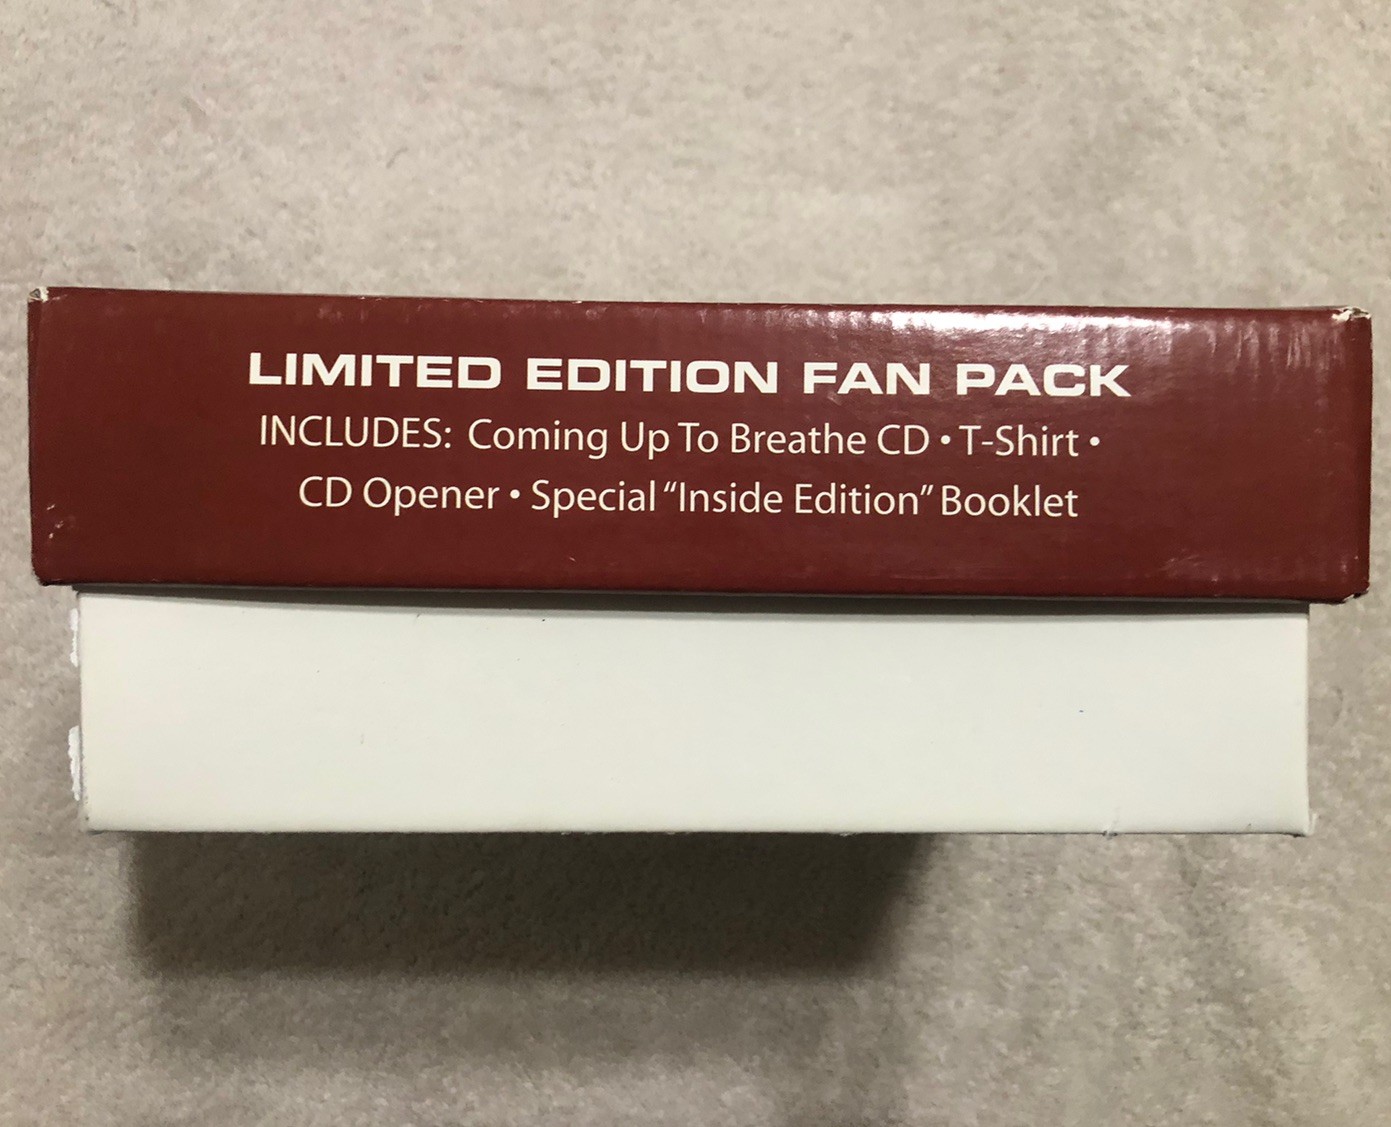 LIMITED EDITION FAN PACK
INCLUDES: Coming Up To Breathe CD • T-Shirt •
CD Opener • Special “Inside Edition” Booklet